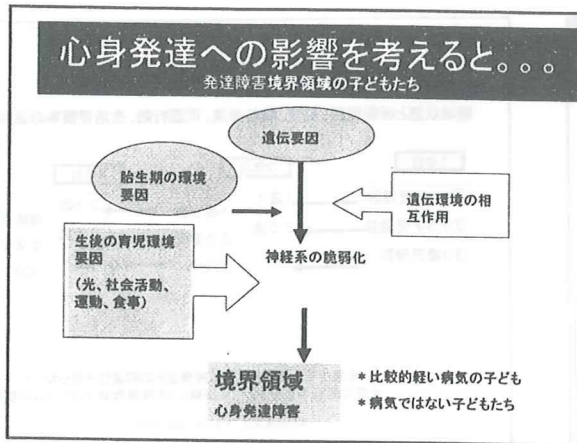 心身発達への影響を考えると。。。
発達障害境界領域の子どもたち
遺伝要因
胎生期の環境
要因
遺伝環境の相
互作用
生後の育児環境
要因
(光、社会活動、
運動、食事)
神経系の脆弱化
境界領域
心身発達障害
＊比較的軽い病気の子ども
＊病気ではない子どもたち